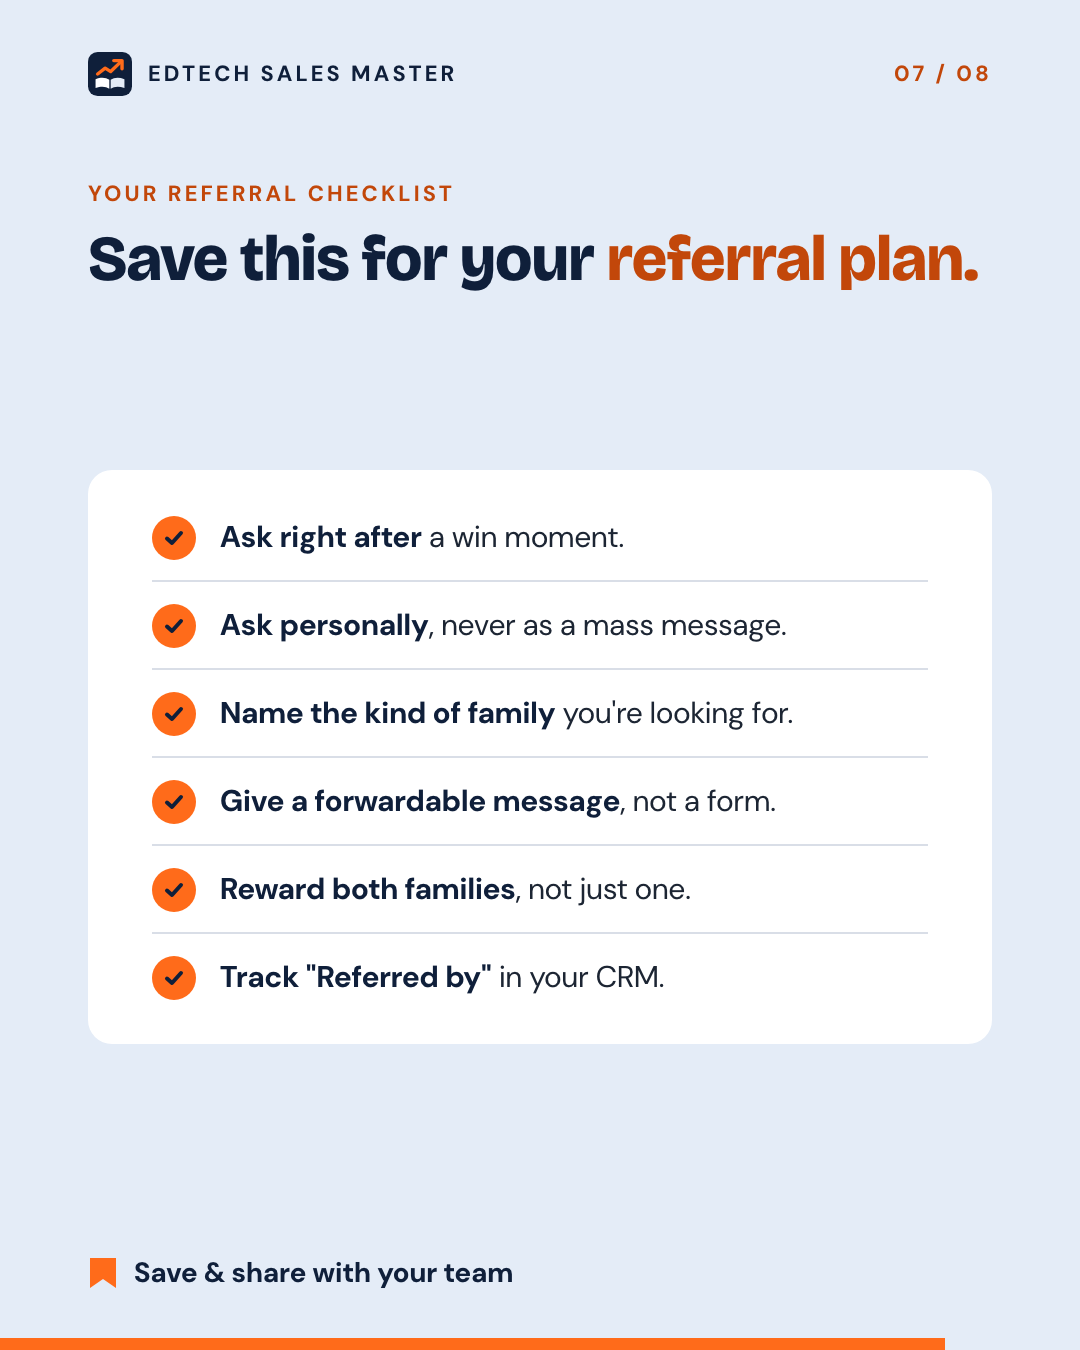 EDTECH SALES MASTER
07 / 08
YOUR REFERRAL CHECKLIST
Save this for your referral plan.
Ask right after a win moment.
Ask personally, never as a mass message.
Name the kind of family you're looking for.
Give a forwardable message, not a form.
Reward both families, not just one.
Track "Referred by" in your CRM.
Save & share with your team